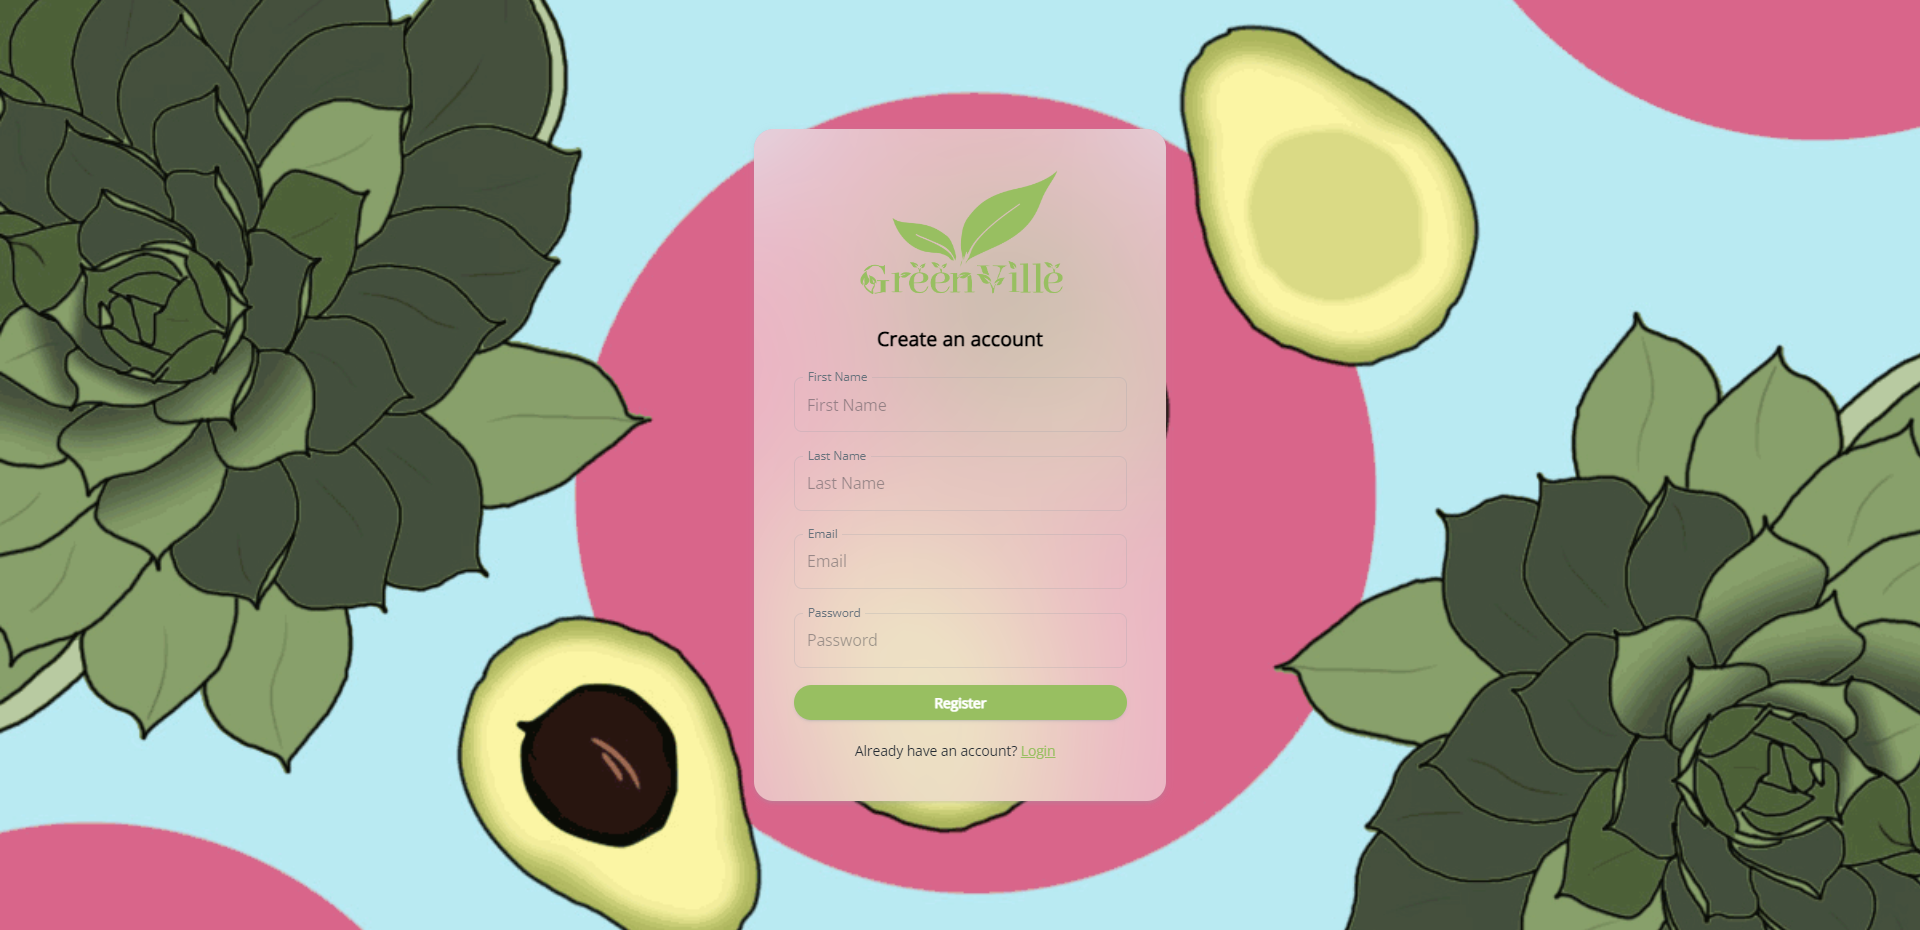 GreenVille
Create an account
First Name
First Name
Last Name
Last Name
Email
Email
Password
Password
Register
Already have an account? Login